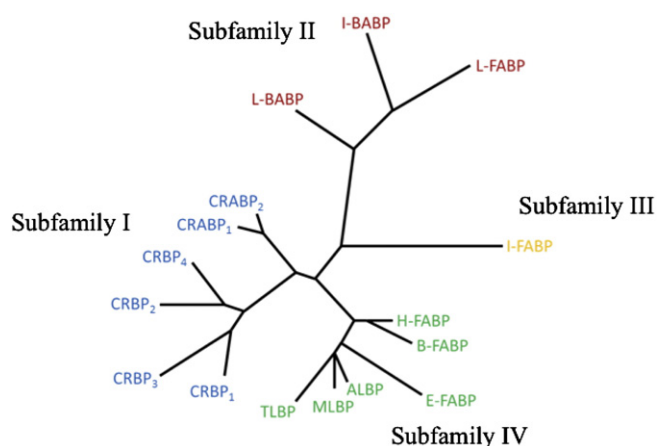 I-BABP
Subfamily II
L-FABP
L-BABP
CRABP₂
Subfamily III
Subfamily I
CRABP₁
I-FABP
CRBP₄
CRBP₂
H-FABP
B-FABP
CRBP₃
CRBP₁
ALBP
E-FABP
MLBP
TLBP
Subfamily IV